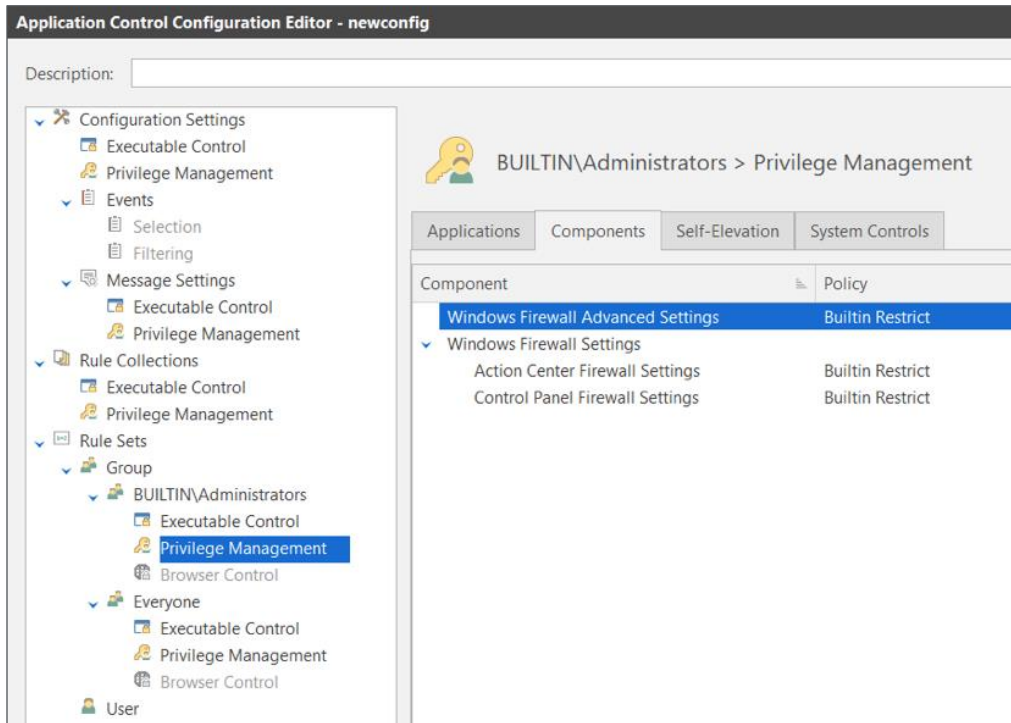 Application Control Configuration Editor - newconfig
Description:
Configuration Settings
Executable Control
Privilege Management
Events
Selection
Filtering
Message Settings
Executable Control
Privilege Management
Rule Collections
Executable Control
Privilege Management
Rule Sets
Group
BUILTIN\Administrators
Executable Control
Privilege Management
Browser Control
Everyone
Executable Control
Privilege Management
Browser Control
User
BUILTIN\Administrators > Privilege Management
Applications Components Self-Elevation System Controls
Component Policy
Windows Firewall Advanced Settings Builtin Restrict
Windows Firewall Settings
Action Center Firewall Settings Builtin Restrict
Control Panel Firewall Settings Builtin Restrict